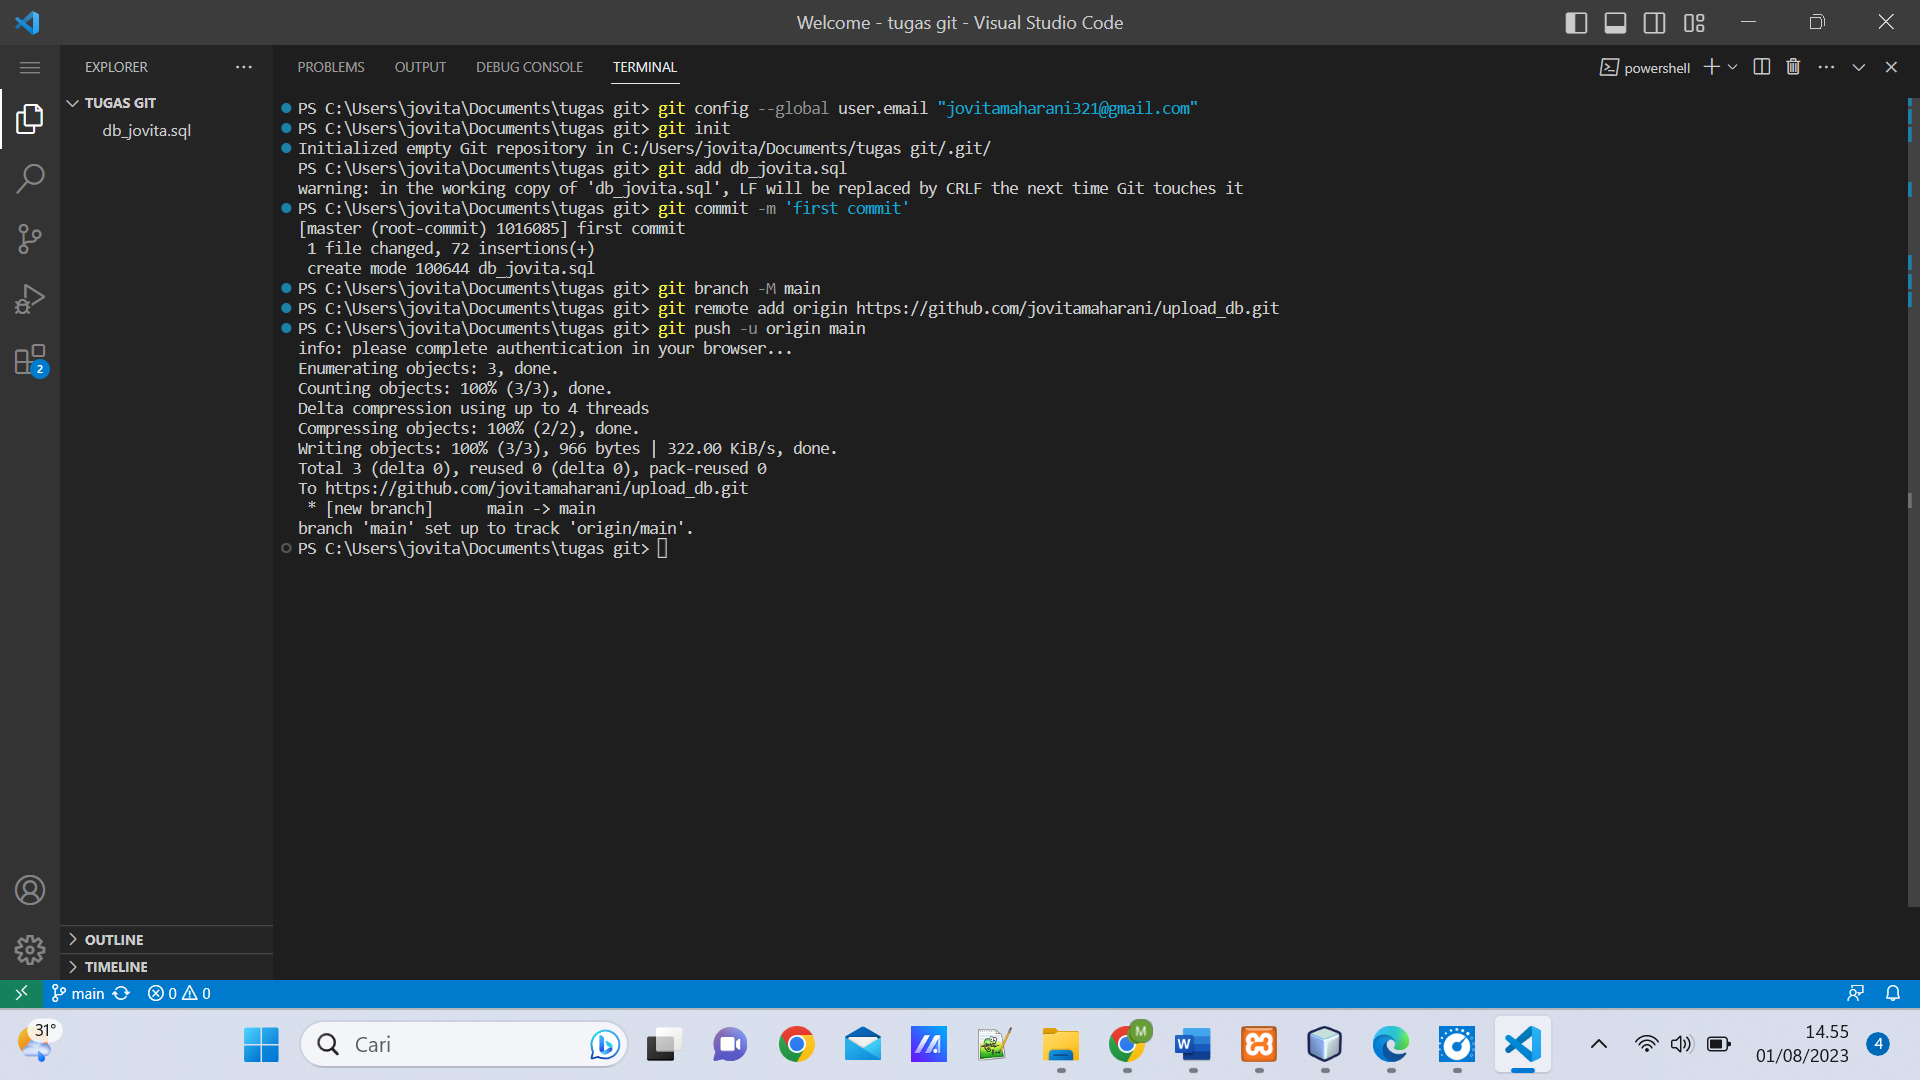 Welcome - tugas git - Visual Studio Code
EXPLORER
TUGAS GIT
db_jovita.sql
PROBLEMS OUTPUT DEBUG CONSOLE TERMINAL
powershell
PS C:\Users\jovita\Documents\tugas git> git config --global user.email "jovitamaharani321@gmail.com"
PS C:\Users\jovita\Documents\tugas git> git init
Initialized empty Git repository in C:/Users/jovita/Documents/tugas git/.git/
PS C:\Users\jovita\Documents\tugas git> git add db_jovita.sql
warning: in the working copy of 'db_jovita.sql', LF will be replaced by CRLF the next time Git touches it
PS C:\Users\jovita\Documents\tugas git> git commit -m 'first commit'
[master (root-commit) 1016085] first commit
 1 file changed, 72 insertions(+)
 create mode 100644 db_jovita.sql
PS C:\Users\jovita\Documents\tugas git> git branch -M main
PS C:\Users\jovita\Documents\tugas git> git remote add origin https://github.com/jovitamaharani/upload_db.git
PS C:\Users\jovita\Documents\tugas git> git push -u origin main
info: please complete authentication in your browser...
Enumerating objects: 3, done.
Counting objects: 100% (3/3), done.
Delta compression using up to 4 threads
Compressing objects: 100% (2/2), done.
Writing objects: 100% (3/3), 966 bytes | 322.00 KiB/s, done.
Total 3 (delta 0), reused 0 (delta 0), pack-reused 0
To https://github.com/jovitamaharani/upload_db.git
 * [new branch]      main -> main
branch 'main' set up to track 'origin/main'.
PS C:\Users\jovita\Documents\tugas git>
2
OUTLINE
TIMELINE
main 0 0
31°
Cari
M
W
14.55
01/08/2023
4